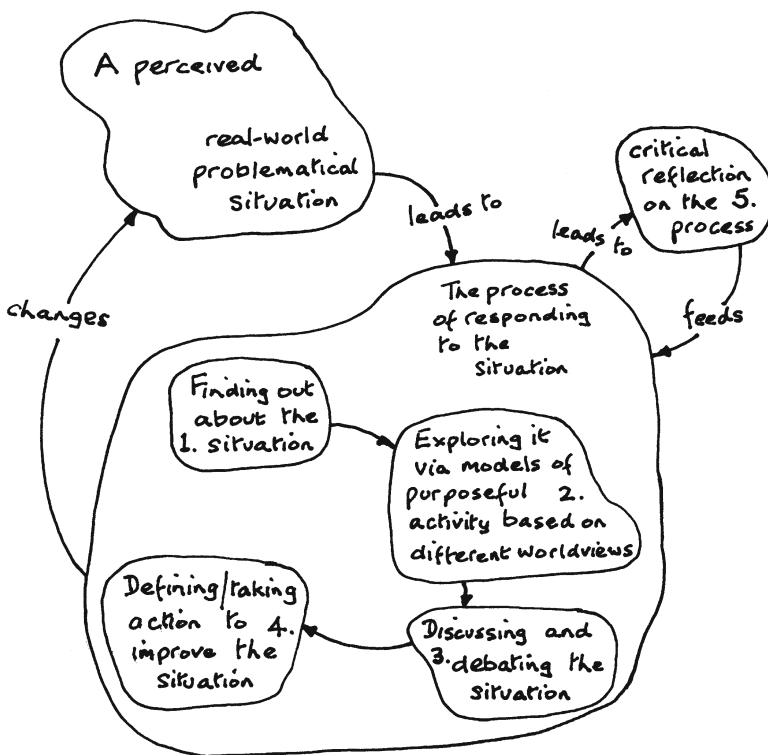 A perceived
real-world
problematical
situation
leads to
critical
reflection
on the 5.
process
leads to
feeds
changes
The process
of responding
to the
situation
Finding out
about the
1. situation
Exploring it
via models of
purposeful 2.
activity based on
different worldviews
Discussing and
3. debating the
situation
Defining/taking
action to 4.
improve the
situation